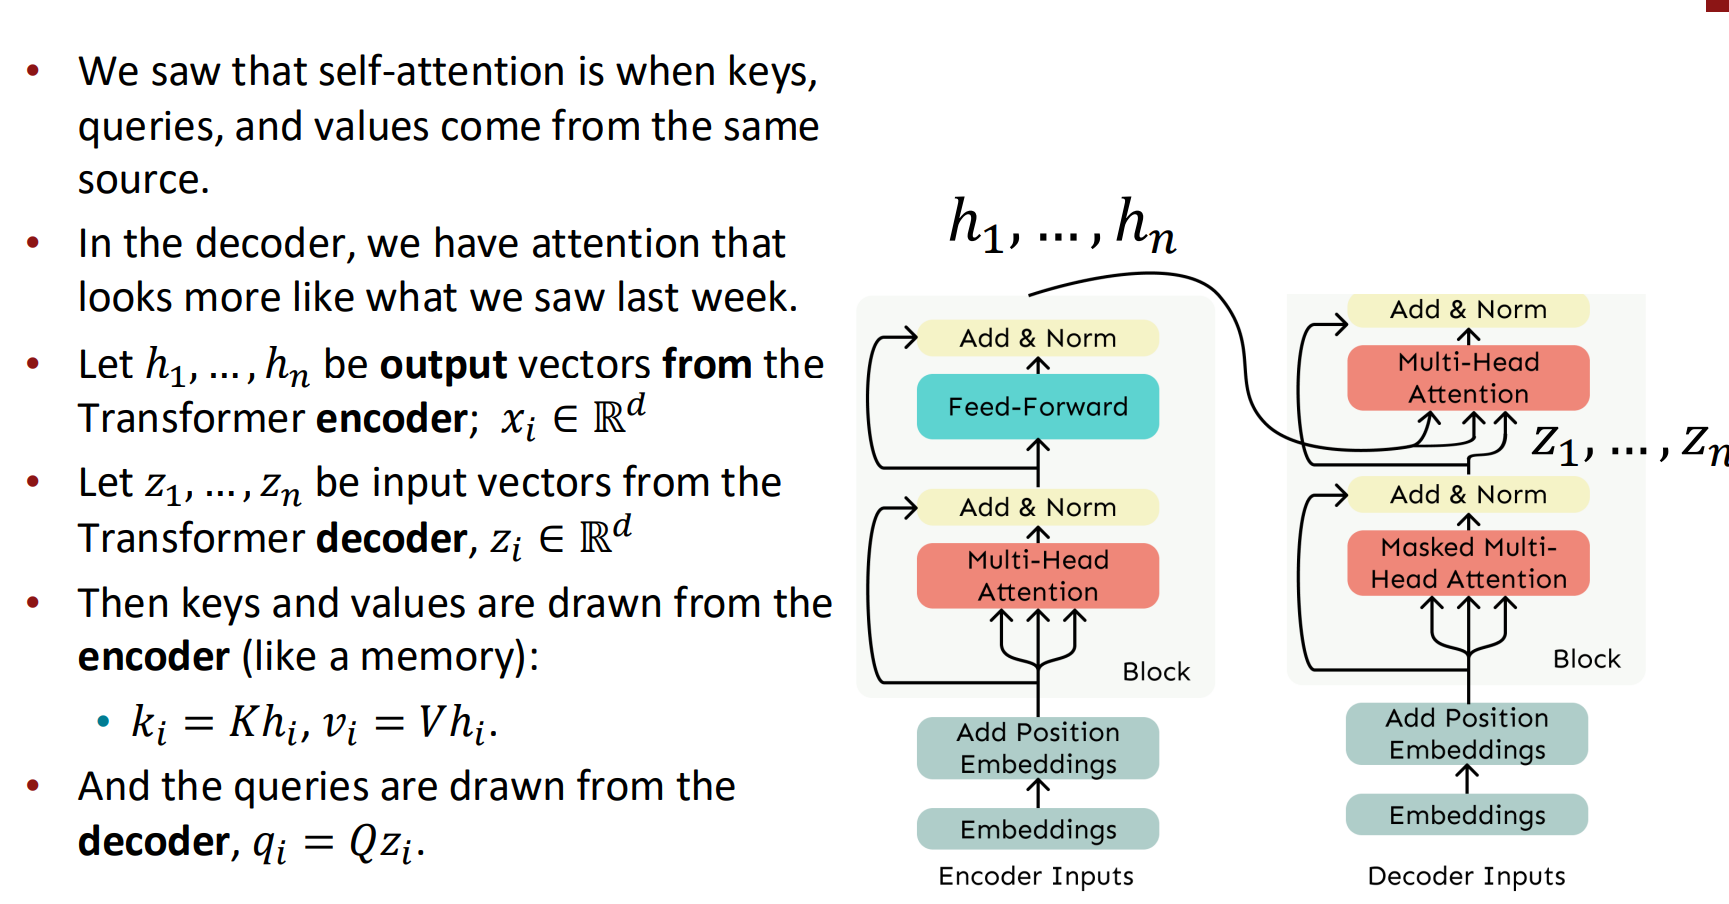 • We saw that self-attention is when keys,
queries, and values come from the same
source.
• In the decoder, we have attention that
looks more like what we saw last week.
• Let h₁, … , hₙ be output vectors from the
Transformer encoder; xᵢ ∈ ℝᵈ
• Let z₁, … , zₙ be input vectors from the
Transformer decoder, zᵢ ∈ ℝᵈ
• Then keys and values are drawn from the
encoder (like a memory):
• kᵢ = Khᵢ, vᵢ = Vhᵢ.
• And the queries are drawn from the
decoder, qᵢ = Qzᵢ.
h₁, … , hₙ
Add & Norm
Feed-Forward
Add & Norm
Multi-Head
Attention
Block
Add Position
Embeddings
Embeddings
Encoder Inputs
Add & Norm
Multi-Head
Attention
z₁, … , zₙ
Add & Norm
Masked Multi-
Head Attention
Block
Add Position
Embeddings
Embeddings
Decoder Inputs